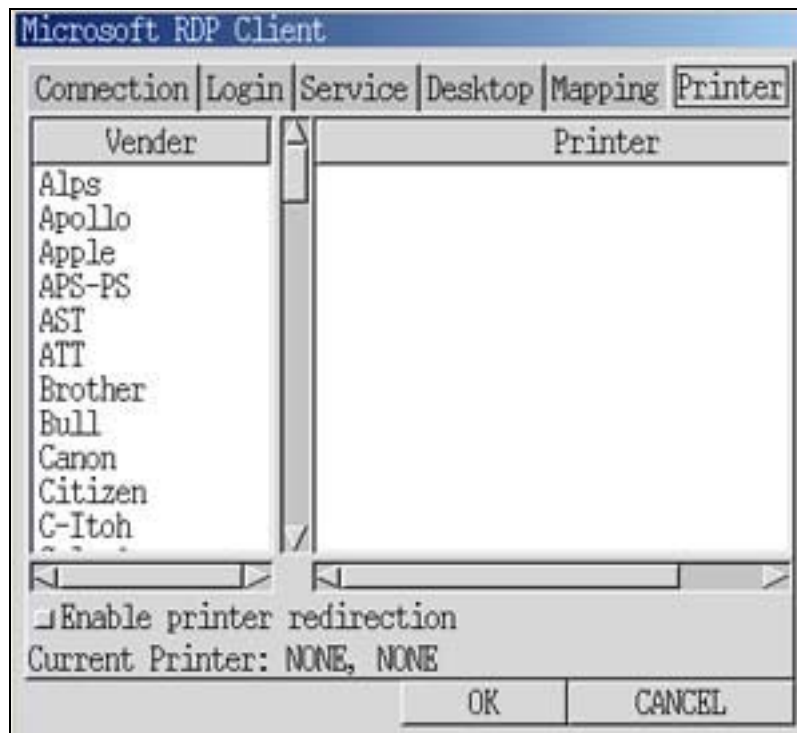 Microsoft RDP Client
Connection Login Service Desktop Mapping Printer
Vender
Printer
Alps
Apollo
Apple
APS-PS
AST
ATT
Brother
Bull
Canon
Citizen
C-Itoh
Enable printer redirection
Current Printer: NONE, NONE
OK CANCEL